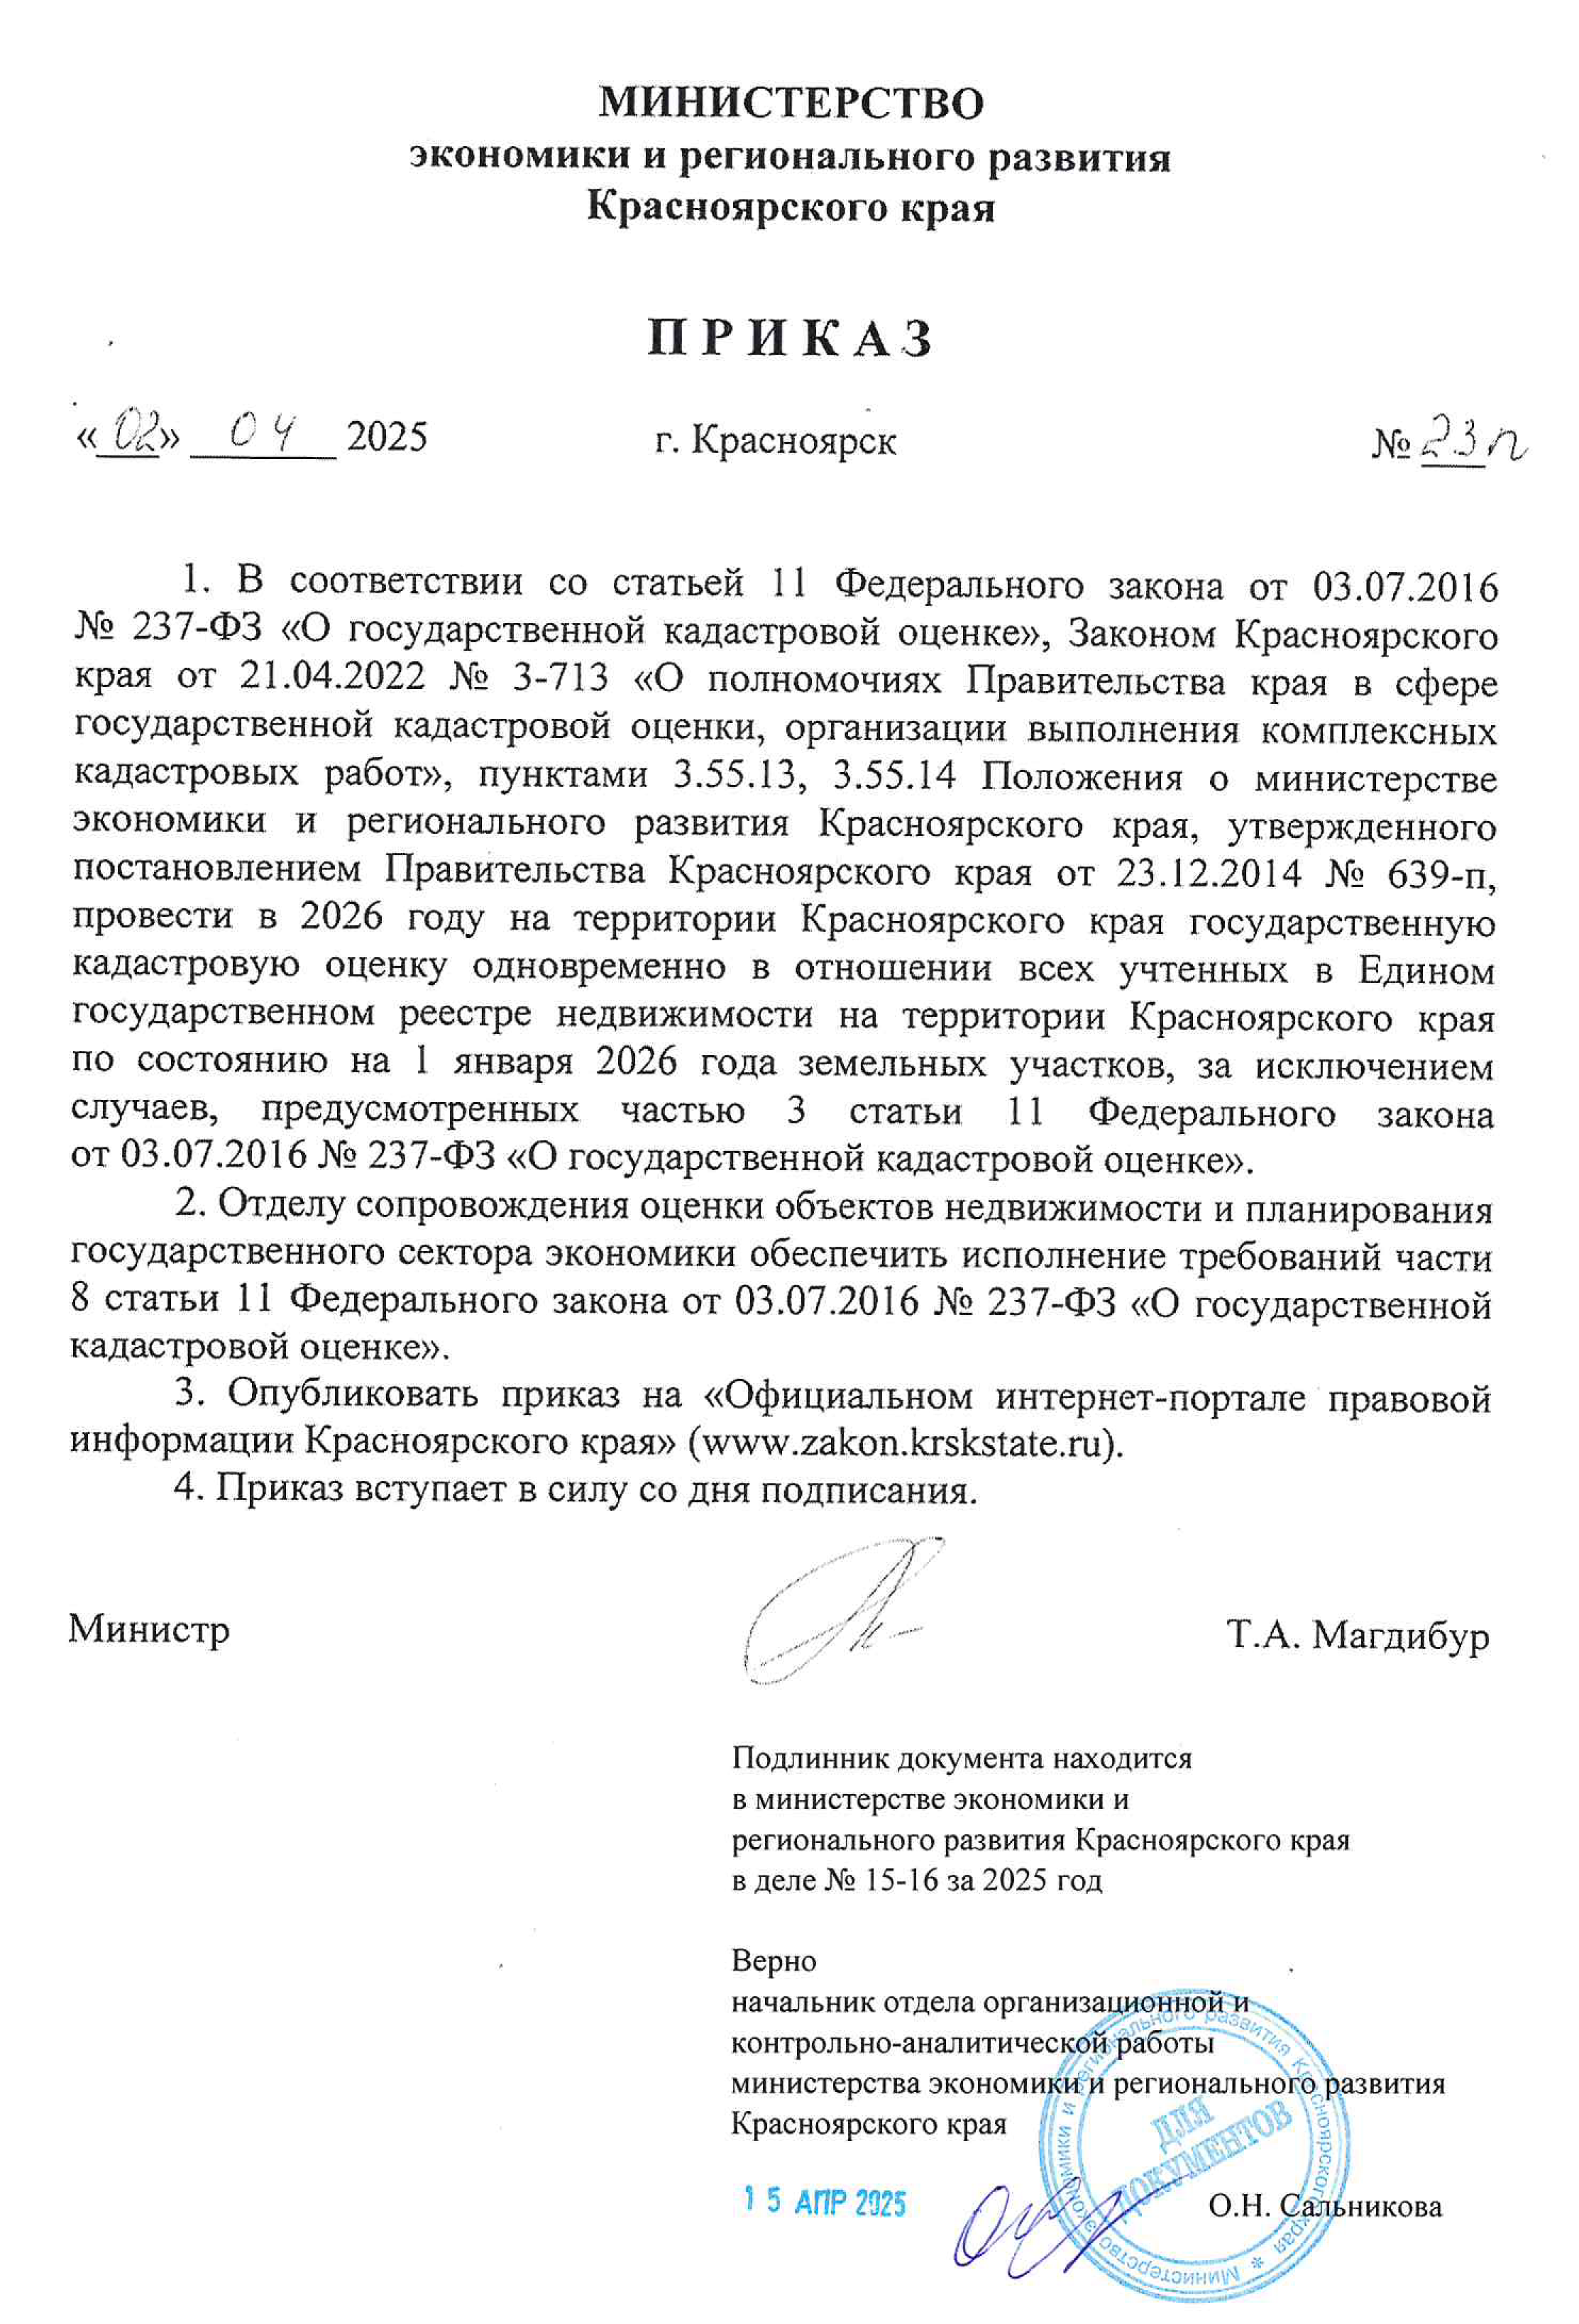 МИНИСТЕРСТВО
экономики и регионального развития
Красноярского края
П Р И К А З
«02» 04 2025 г. Красноярск № 23п
1. В соответствии со статьей 11 Федерального закона от 03.07.2016
№ 237-ФЗ «О государственной кадастровой оценке», Законом Красноярского
края от 21.04.2022 № 3-713 «О полномочиях Правительства края в сфере
государственной кадастровой оценки, организации выполнения комплексных
кадастровых работ», пунктами 3.55.13, 3.55.14 Положения о министерстве
экономики и регионального развития Красноярского края, утвержденного
постановлением Правительства Красноярского края от 23.12.2014 № 639-п,
провести в 2026 году на территории Красноярского края государственную
кадастровую оценку одновременно в отношении всех учтенных в Едином
государственном реестре недвижимости на территории Красноярского края
по состоянию на 1 января 2026 года земельных участков, за исключением
случаев, предусмотренных частью 3 статьи 11 Федерального закона
от 03.07.2016 № 237-ФЗ «О государственной кадастровой оценке».
2. Отделу сопровождения оценки объектов недвижимости и планирования
государственного сектора экономики обеспечить исполнение требований части
8 статьи 11 Федерального закона от 03.07.2016 № 237-ФЗ «О государственной
кадастровой оценке».
3. Опубликовать приказ на «Официальном интернет-портале правовой
информации Красноярского края» (www.zakon.krskstate.ru).
4. Приказ вступает в силу со дня подписания.
Министр Т.А. Магдибур
Подлинник документа находится
в министерстве экономики и
регионального развития Красноярского края
в деле № 15-16 за 2025 год
Верно
начальник отдела организационной и
контрольно-аналитической работы
министерства экономики и регионального развития
Красноярского края
15 АПР 2025 О.Н. Сальникова
Министерство экономики и регионального развития Красноярского края *
ДЛЯ
ДОКУМЕНТОВ